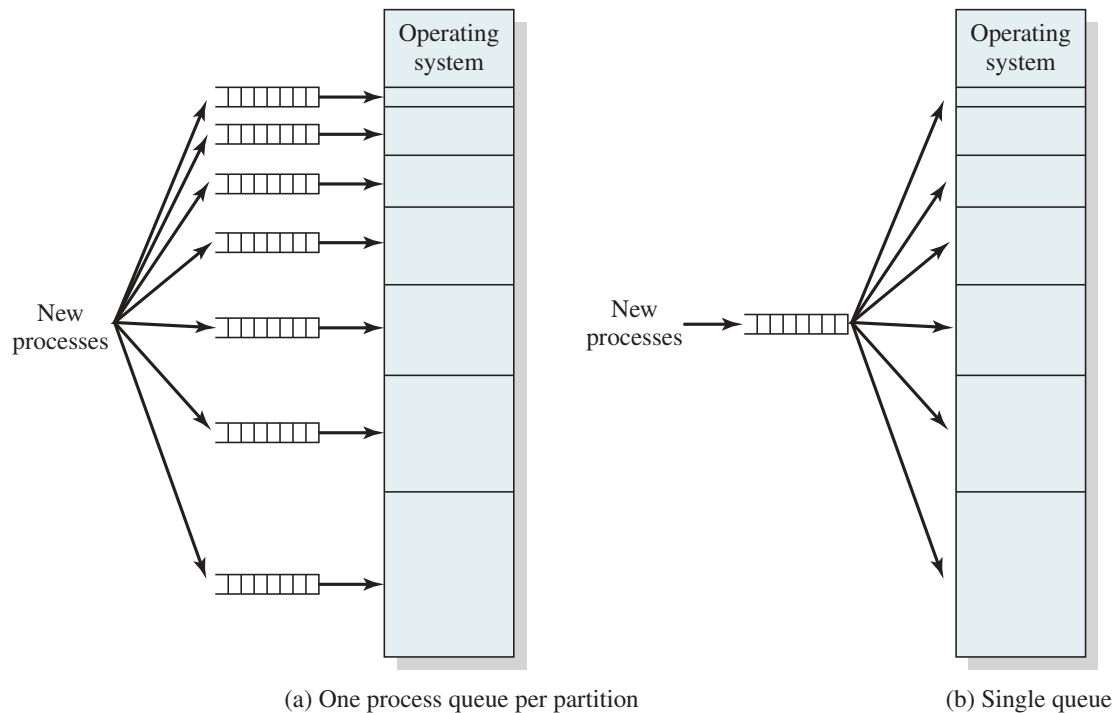 Operating
system
New
processes
(a) One process queue per partition
Operating
system
New
processes
(b) Single queue